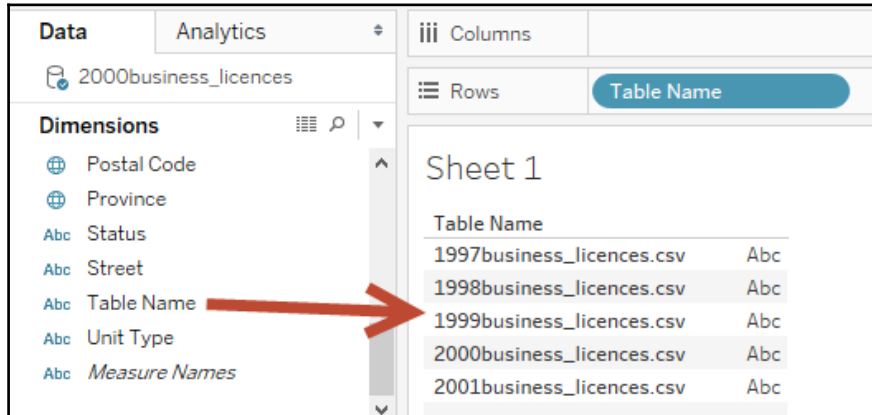 Data Analytics
2000business_licences
Dimensions
Postal Code
Province
Abc Status
Abc Street
Abc Table Name
Abc Unit Type
Abc Measure Names
iii Columns
Rows Table Name
Sheet 1
Table Name
1997business_licences.csv Abc
1998business_licences.csv Abc
1999business_licences.csv Abc
2000business_licences.csv Abc
2001business_licences.csv Abc